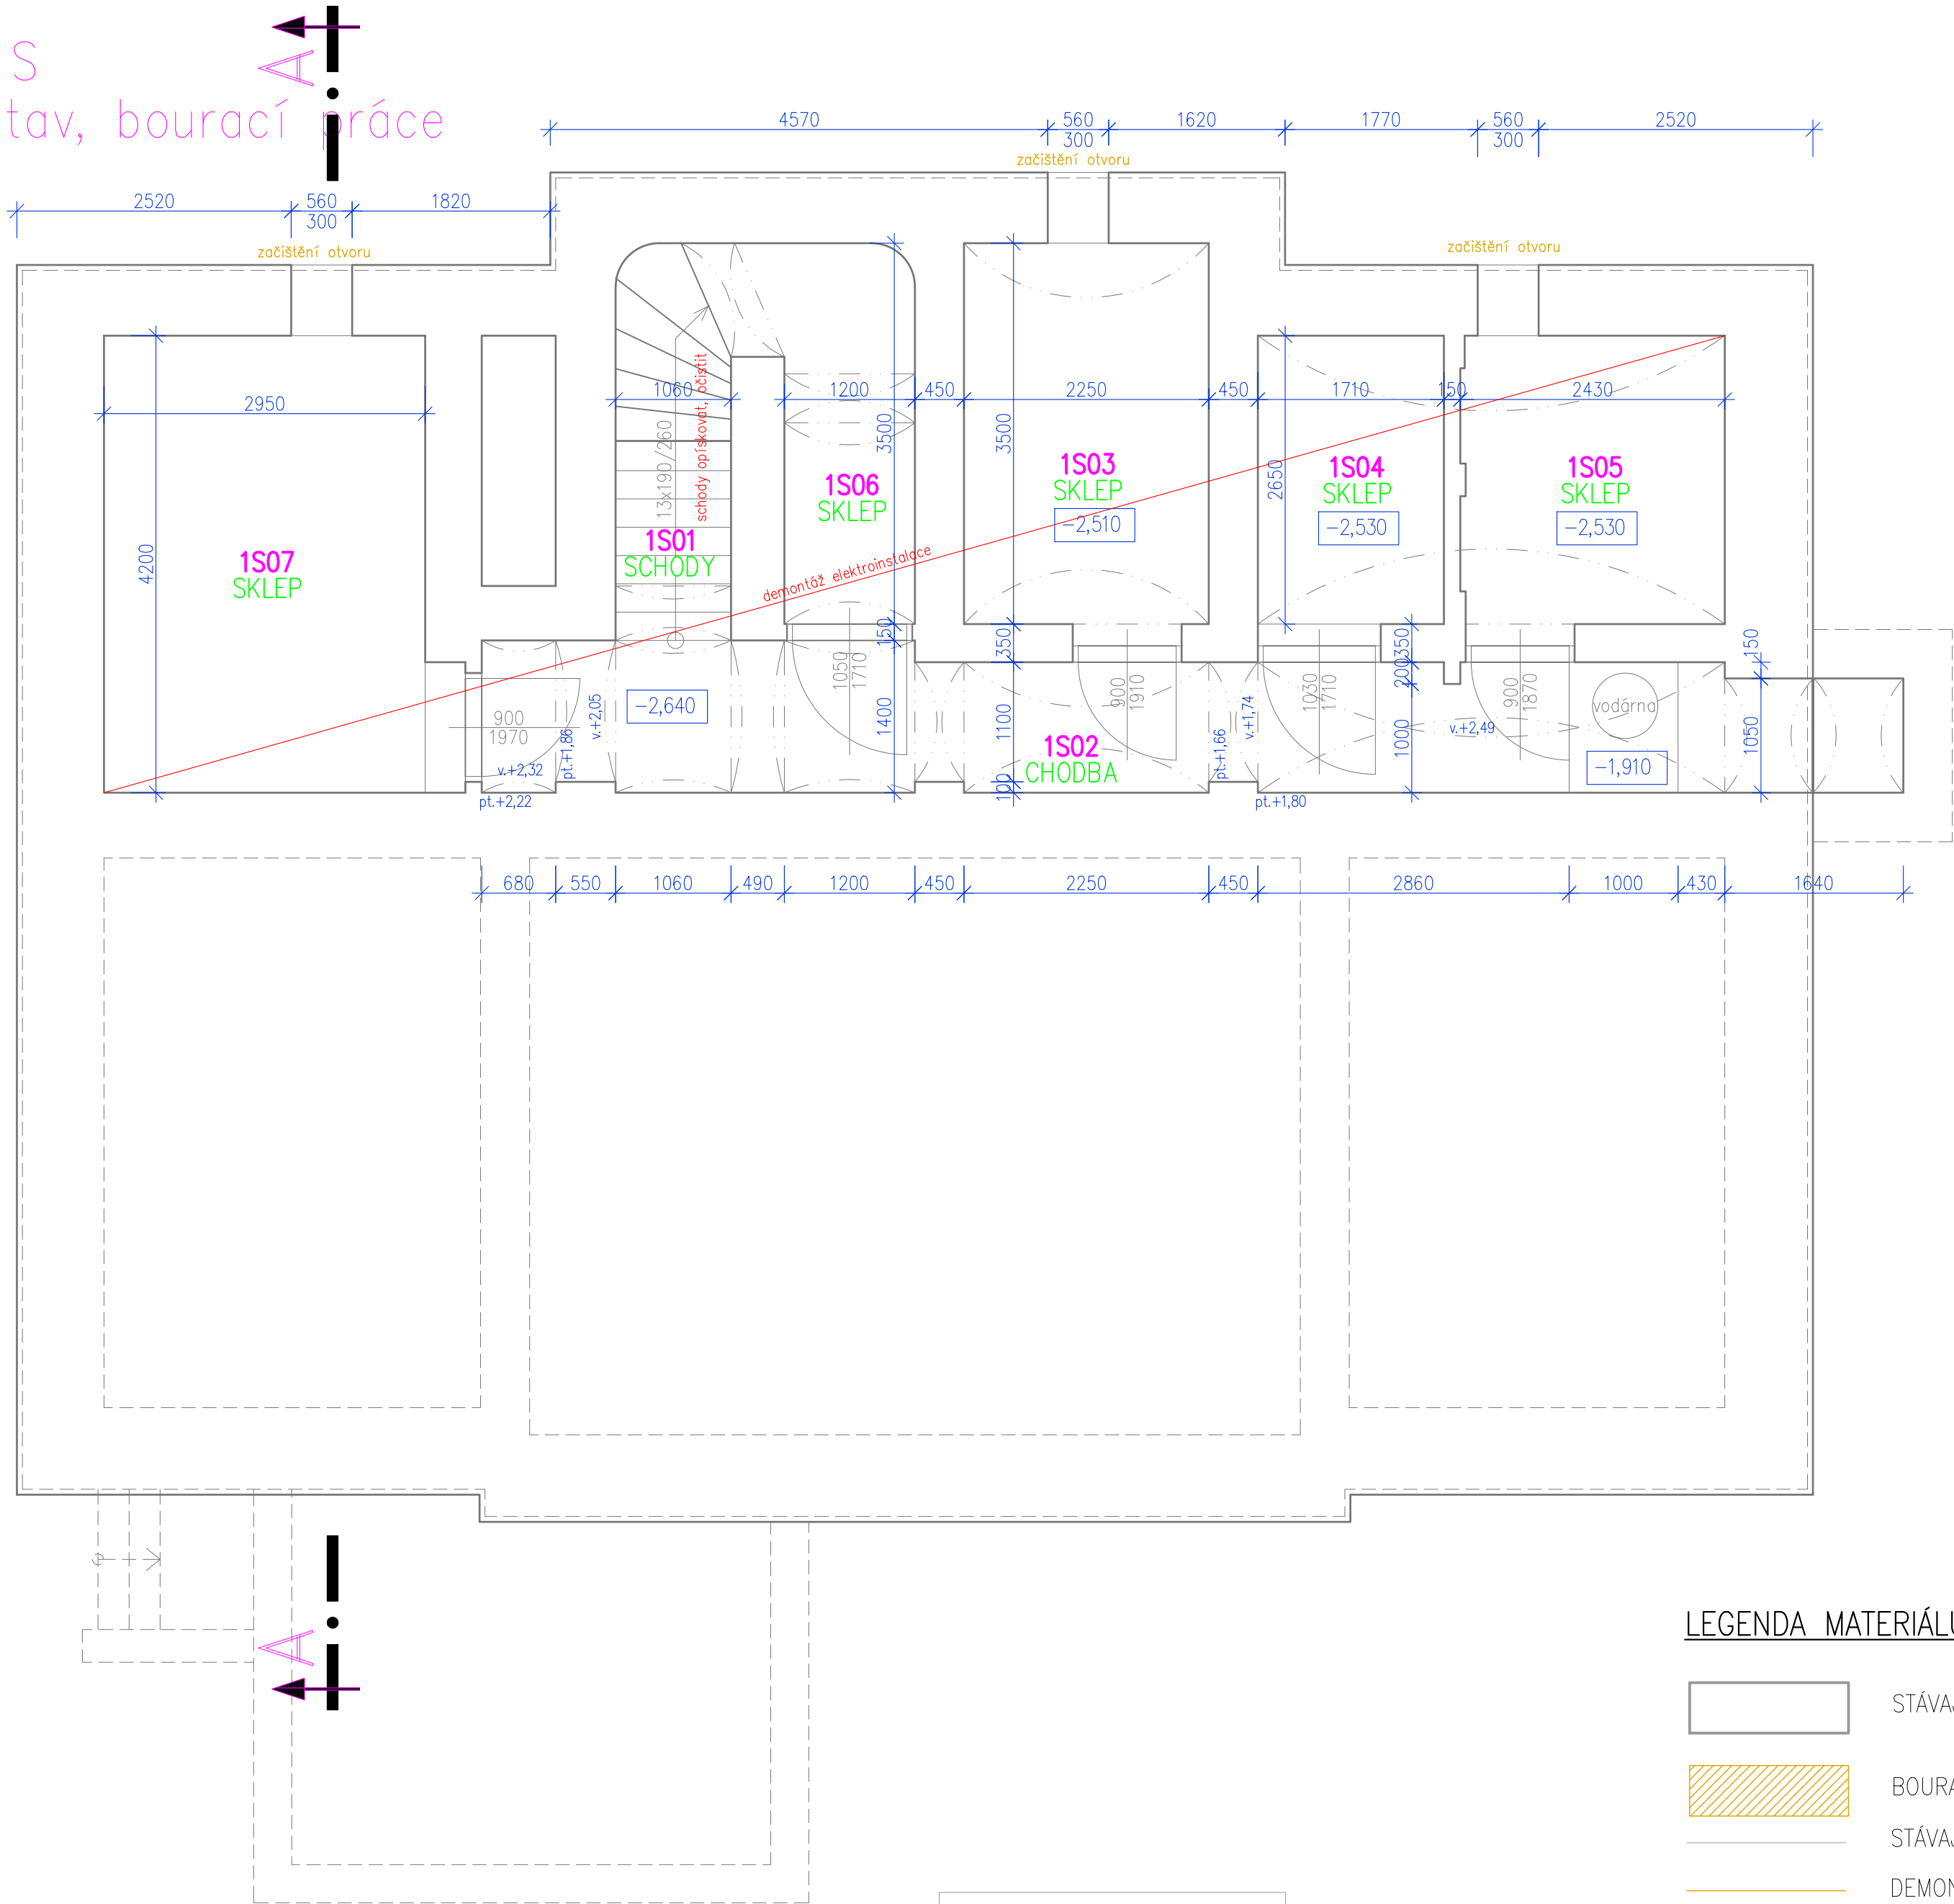 A
S
tav, bourací práce
4570
560
300
1620
1770
560
300
2520
začištění otvoru
2520
560
300
1820
začištění otvoru
začištění otvoru
2950
1060
1200
450
2250
450
1710
150
2430
4200
13x190/260
schody opískovat, očistit
3500
3500
2650
1S07
SKLEP
1S01
SCHODY
1S06
SKLEP
1S03
SKLEP
-2,510
1S04
SKLEP
-2,530
1S05
SKLEP
-2,530
demontáž elektroinstalace
150
350
350
200
150
900
1970
v.+2,32
pt.+1,86
v.+2,05
-2,640
1050
1710
1400
1100
100
900
1910
1S02
CHODBA
pt.+1,66
v.+1,74
1030
1710
1000
v.+2,49
900
1870
vodárna
-1,910
1050
pt.+2,22
pt.+1,80
680
550
1060
490
1200
450
2250
450
2860
1000
430
1640
A
LEGENDA MATERIÁL
STÁVA
BOURA
STÁVA
DEMON